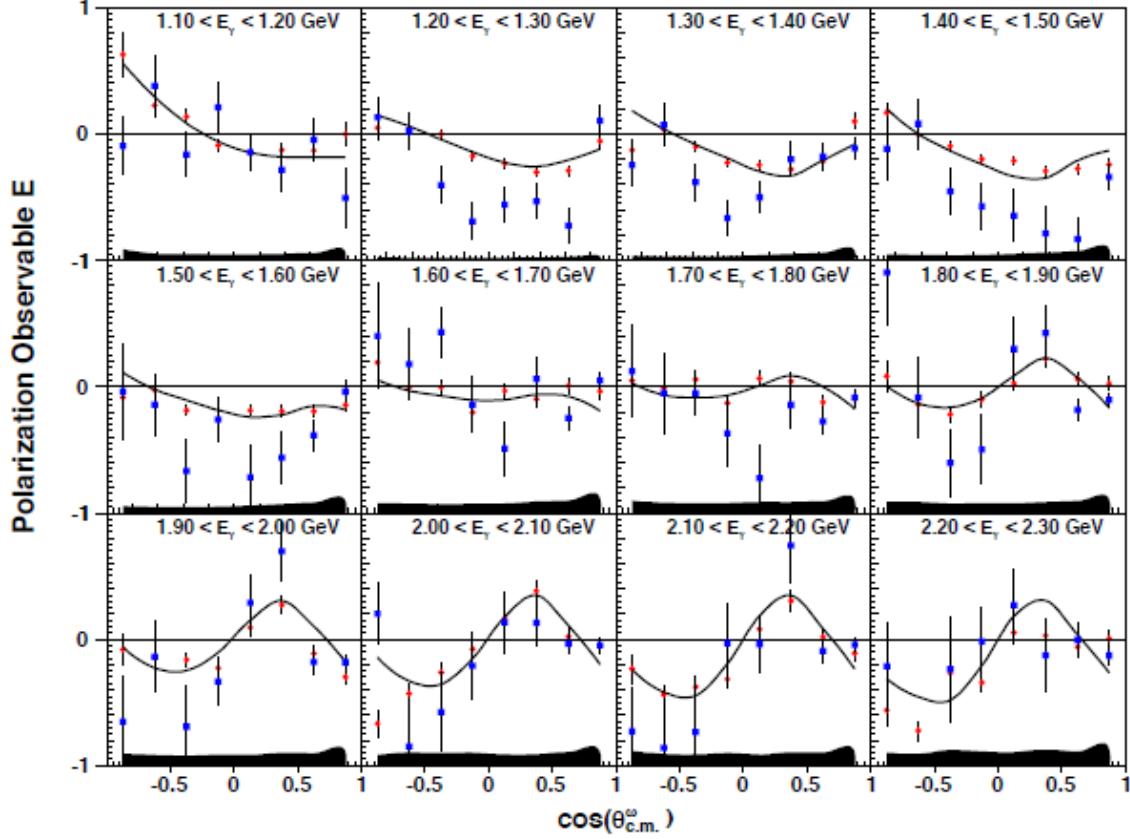 1.10 < Eγ < 1.20 GeV
1.20 < Eγ < 1.30 GeV
1.30 < Eγ < 1.40 GeV
1.40 < Eγ < 1.50 GeV
1
0
-1
1.50 < Eγ < 1.60 GeV
1.60 < Eγ < 1.70 GeV
1.70 < Eγ < 1.80 GeV
1.80 < Eγ < 1.90 GeV
0
-1
1.90 < Eγ < 2.00 GeV
2.00 < Eγ < 2.10 GeV
2.10 < Eγ < 2.20 GeV
2.20 < Eγ < 2.30 GeV
0
-1
-0.5 0 0.5 -0.5 0 0.5 -0.5 0 0.5 -0.5 0 0.5 1
Polarization Observable E
cos(θ^ω_c.m.)